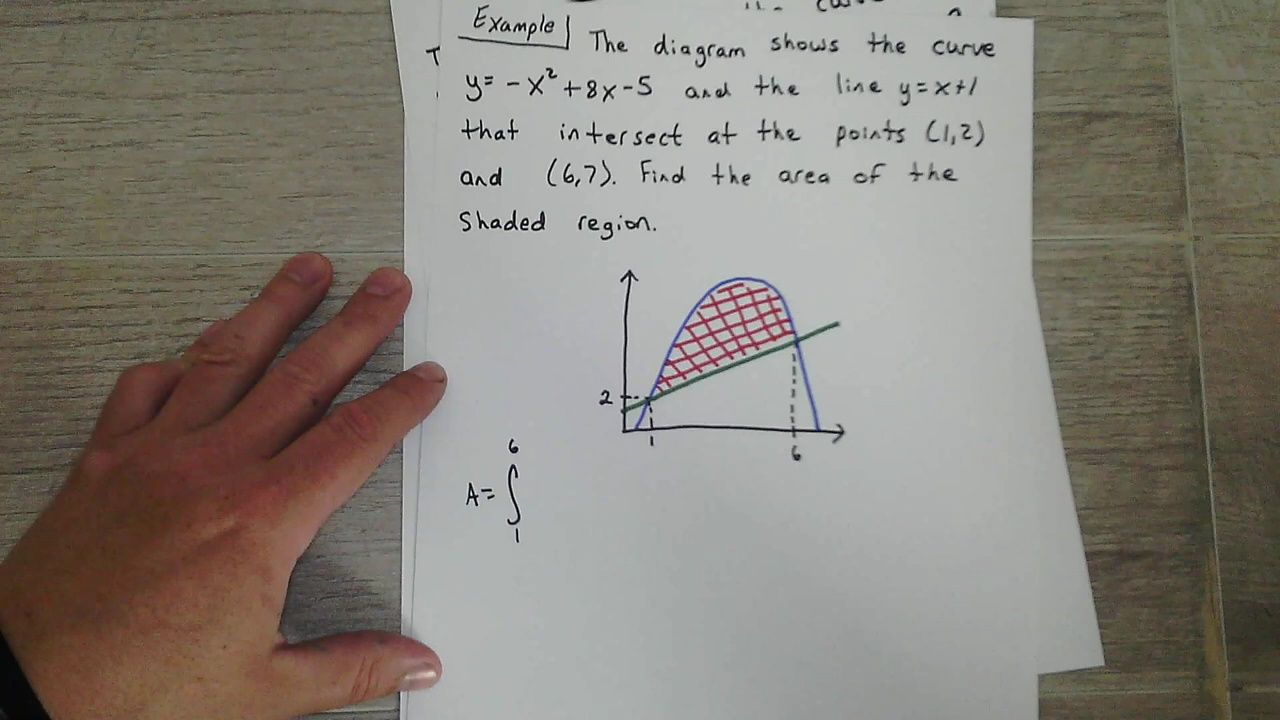 Example
The diagram shows the curve
y= -x²+8x-5 and the line y=x+1
that intersect at the points (1,2)
and (6,7). Find the area of the
shaded region.
2
1
6
6
A= ∫
1